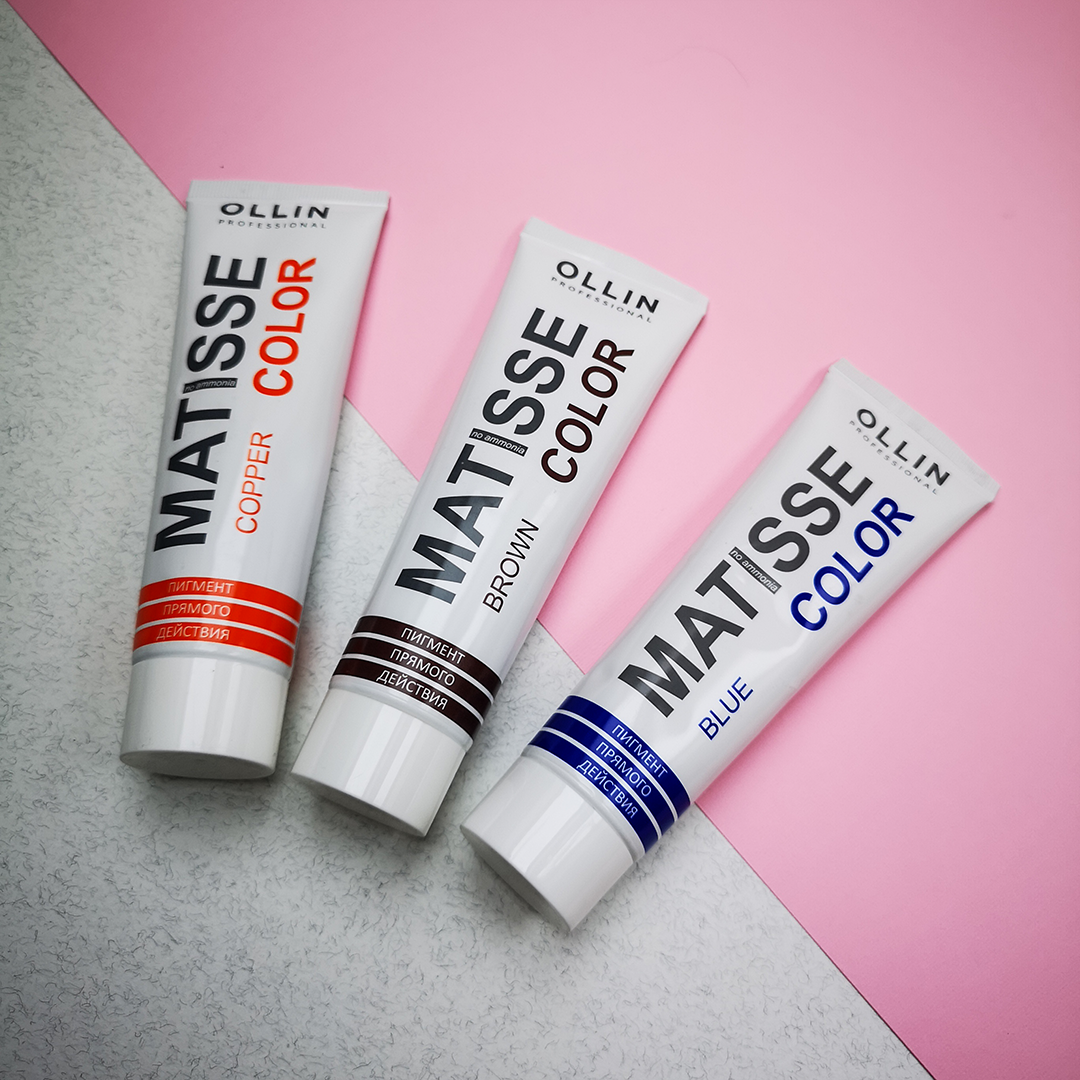 OLLIN
PROFESSIONAL
MATISSE
no ammonia
COLOR
COPPER
ПИГМЕНТ
ПРЯМОГО
ДЕЙСТВИЯ
OLLIN
PROFESSIONAL
MATISSE
no ammonia
COLOR
BROWN
ПИГМЕНТ
ПРЯМОГО
ДЕЙСТВИЯ
OLLIN
PROFESSIONAL
MATISSE
no ammonia
COLOR
BLUE
ПИГМЕНТ
ПРЯМОГО
ДЕЙСТВИЯ